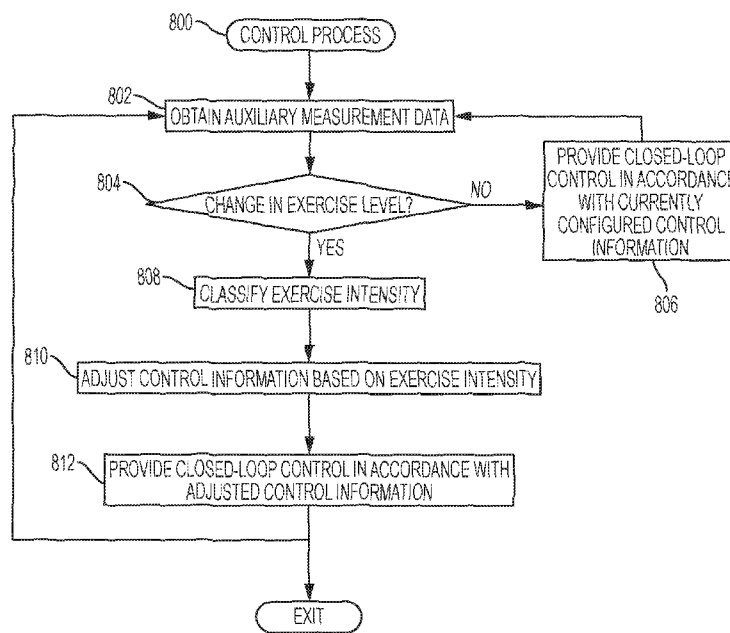 800
CONTROL PROCESS
802
OBTAIN AUXILIARY MEASUREMENT DATA
804
CHANGE IN EXERCISE LEVEL?
NO
PROVIDE CLOSED-LOOP
CONTROL IN ACCORDANCE
WITH CURRENTLY
CONFIGURED CONTROL
INFORMATION
806
YES
808
CLASSIFY EXERCISE INTENSITY
810
ADJUST CONTROL INFORMATION BASED ON EXERCISE INTENSITY
812
PROVIDE CLOSED-LOOP CONTROL IN ACCORDANCE WITH
ADJUSTED CONTROL INFORMATION
EXIT